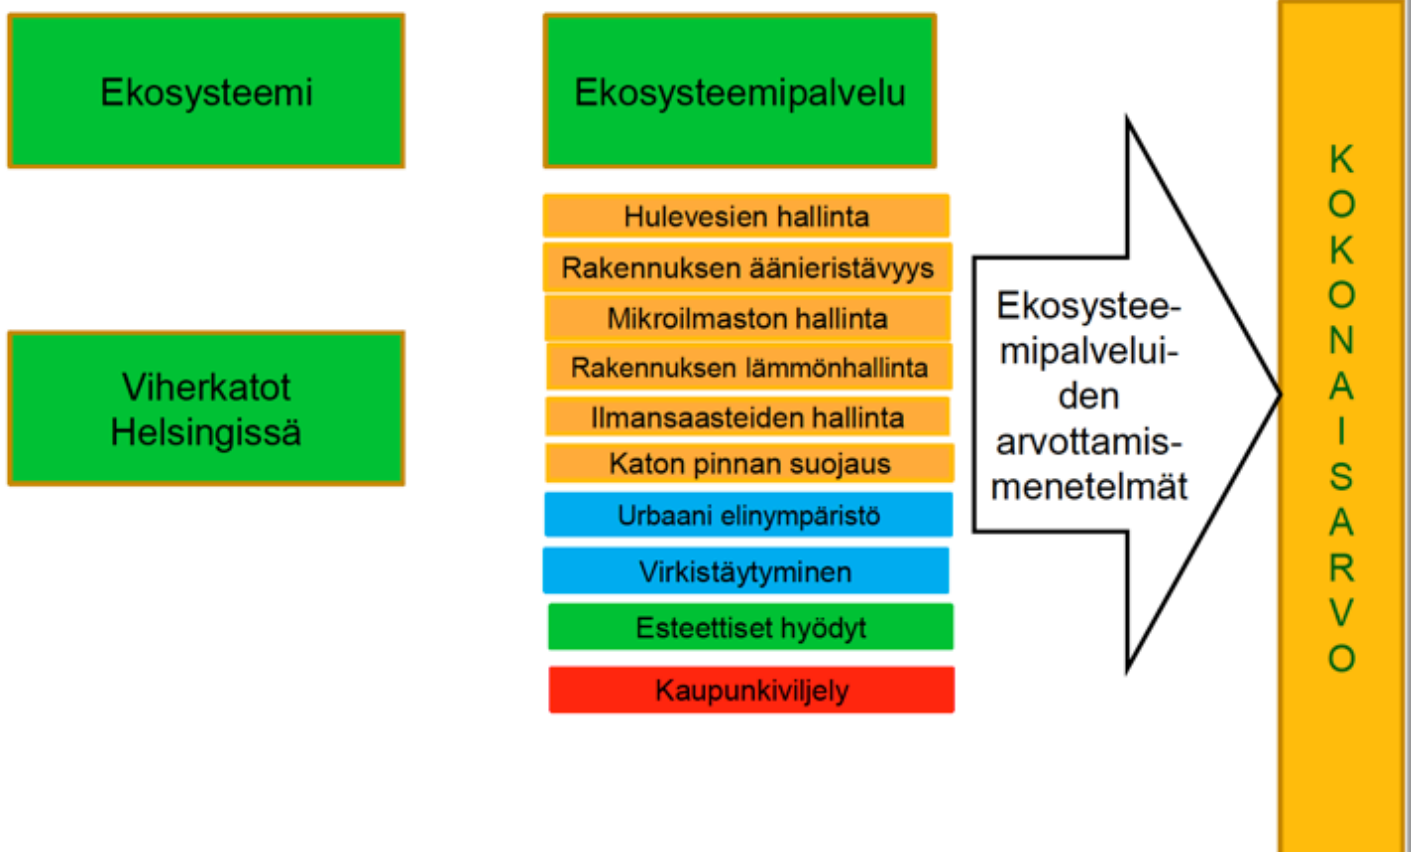 Ekosysteemi
Ekosysteemipalvelu
Viherkatot
Helsingissä
Hulevesien hallinta
Rakennuksen äänieristävyys
Mikroilmaston hallinta
Rakennuksen lämmönhallinta
Ilmansaasteiden hallinta
Katon pinnan suojaus
Urbaani elinympäristö
Virkistäytyminen
Esteettiset hyödyt
Kaupunkiviljely
Ekosystee-
mipalvelui-
den
arvottamis-
menetelmät
K
O
K
O
N
A
I
S
A
R
V
O